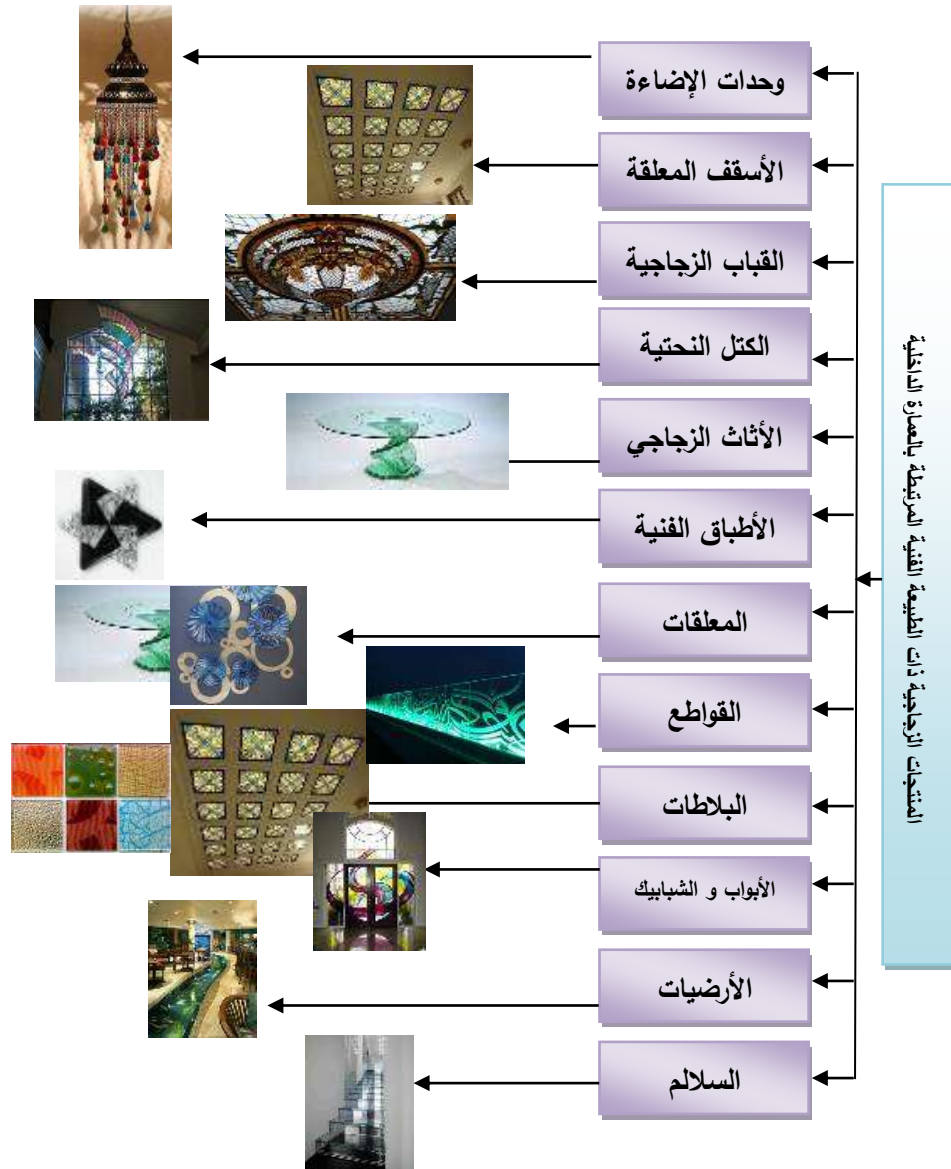 المنتجات الزجاجية ذات الطبيعة الفنية المرتبطة بالعمارة الداخلية
وحدات الإضاءة
الأسقف المعلقة
القباب الزجاجية
الكتل النحتية
الأثاث الزجاجي
الأطباق الفنية
المعلقات
القواطع
البلاطات
الأبواب و الشبابيك
الأرضيات
السلالم